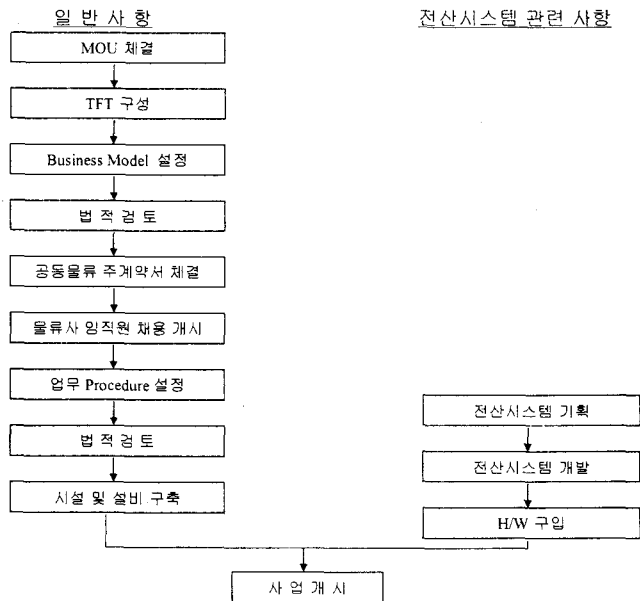 일 반 사 항
MOU 체결
TFT 구성
Business Model 설정
법 적 검 토
공동물류 주계약서 체결
물류사 임직원 채용 개시
업무 Procedure 설정
법 적 검 토
시설 및 설비 구축
전산시스템 관련 사항
전산시스템 기획
전산시스템 개발
H/W 구입
사 업 개 시